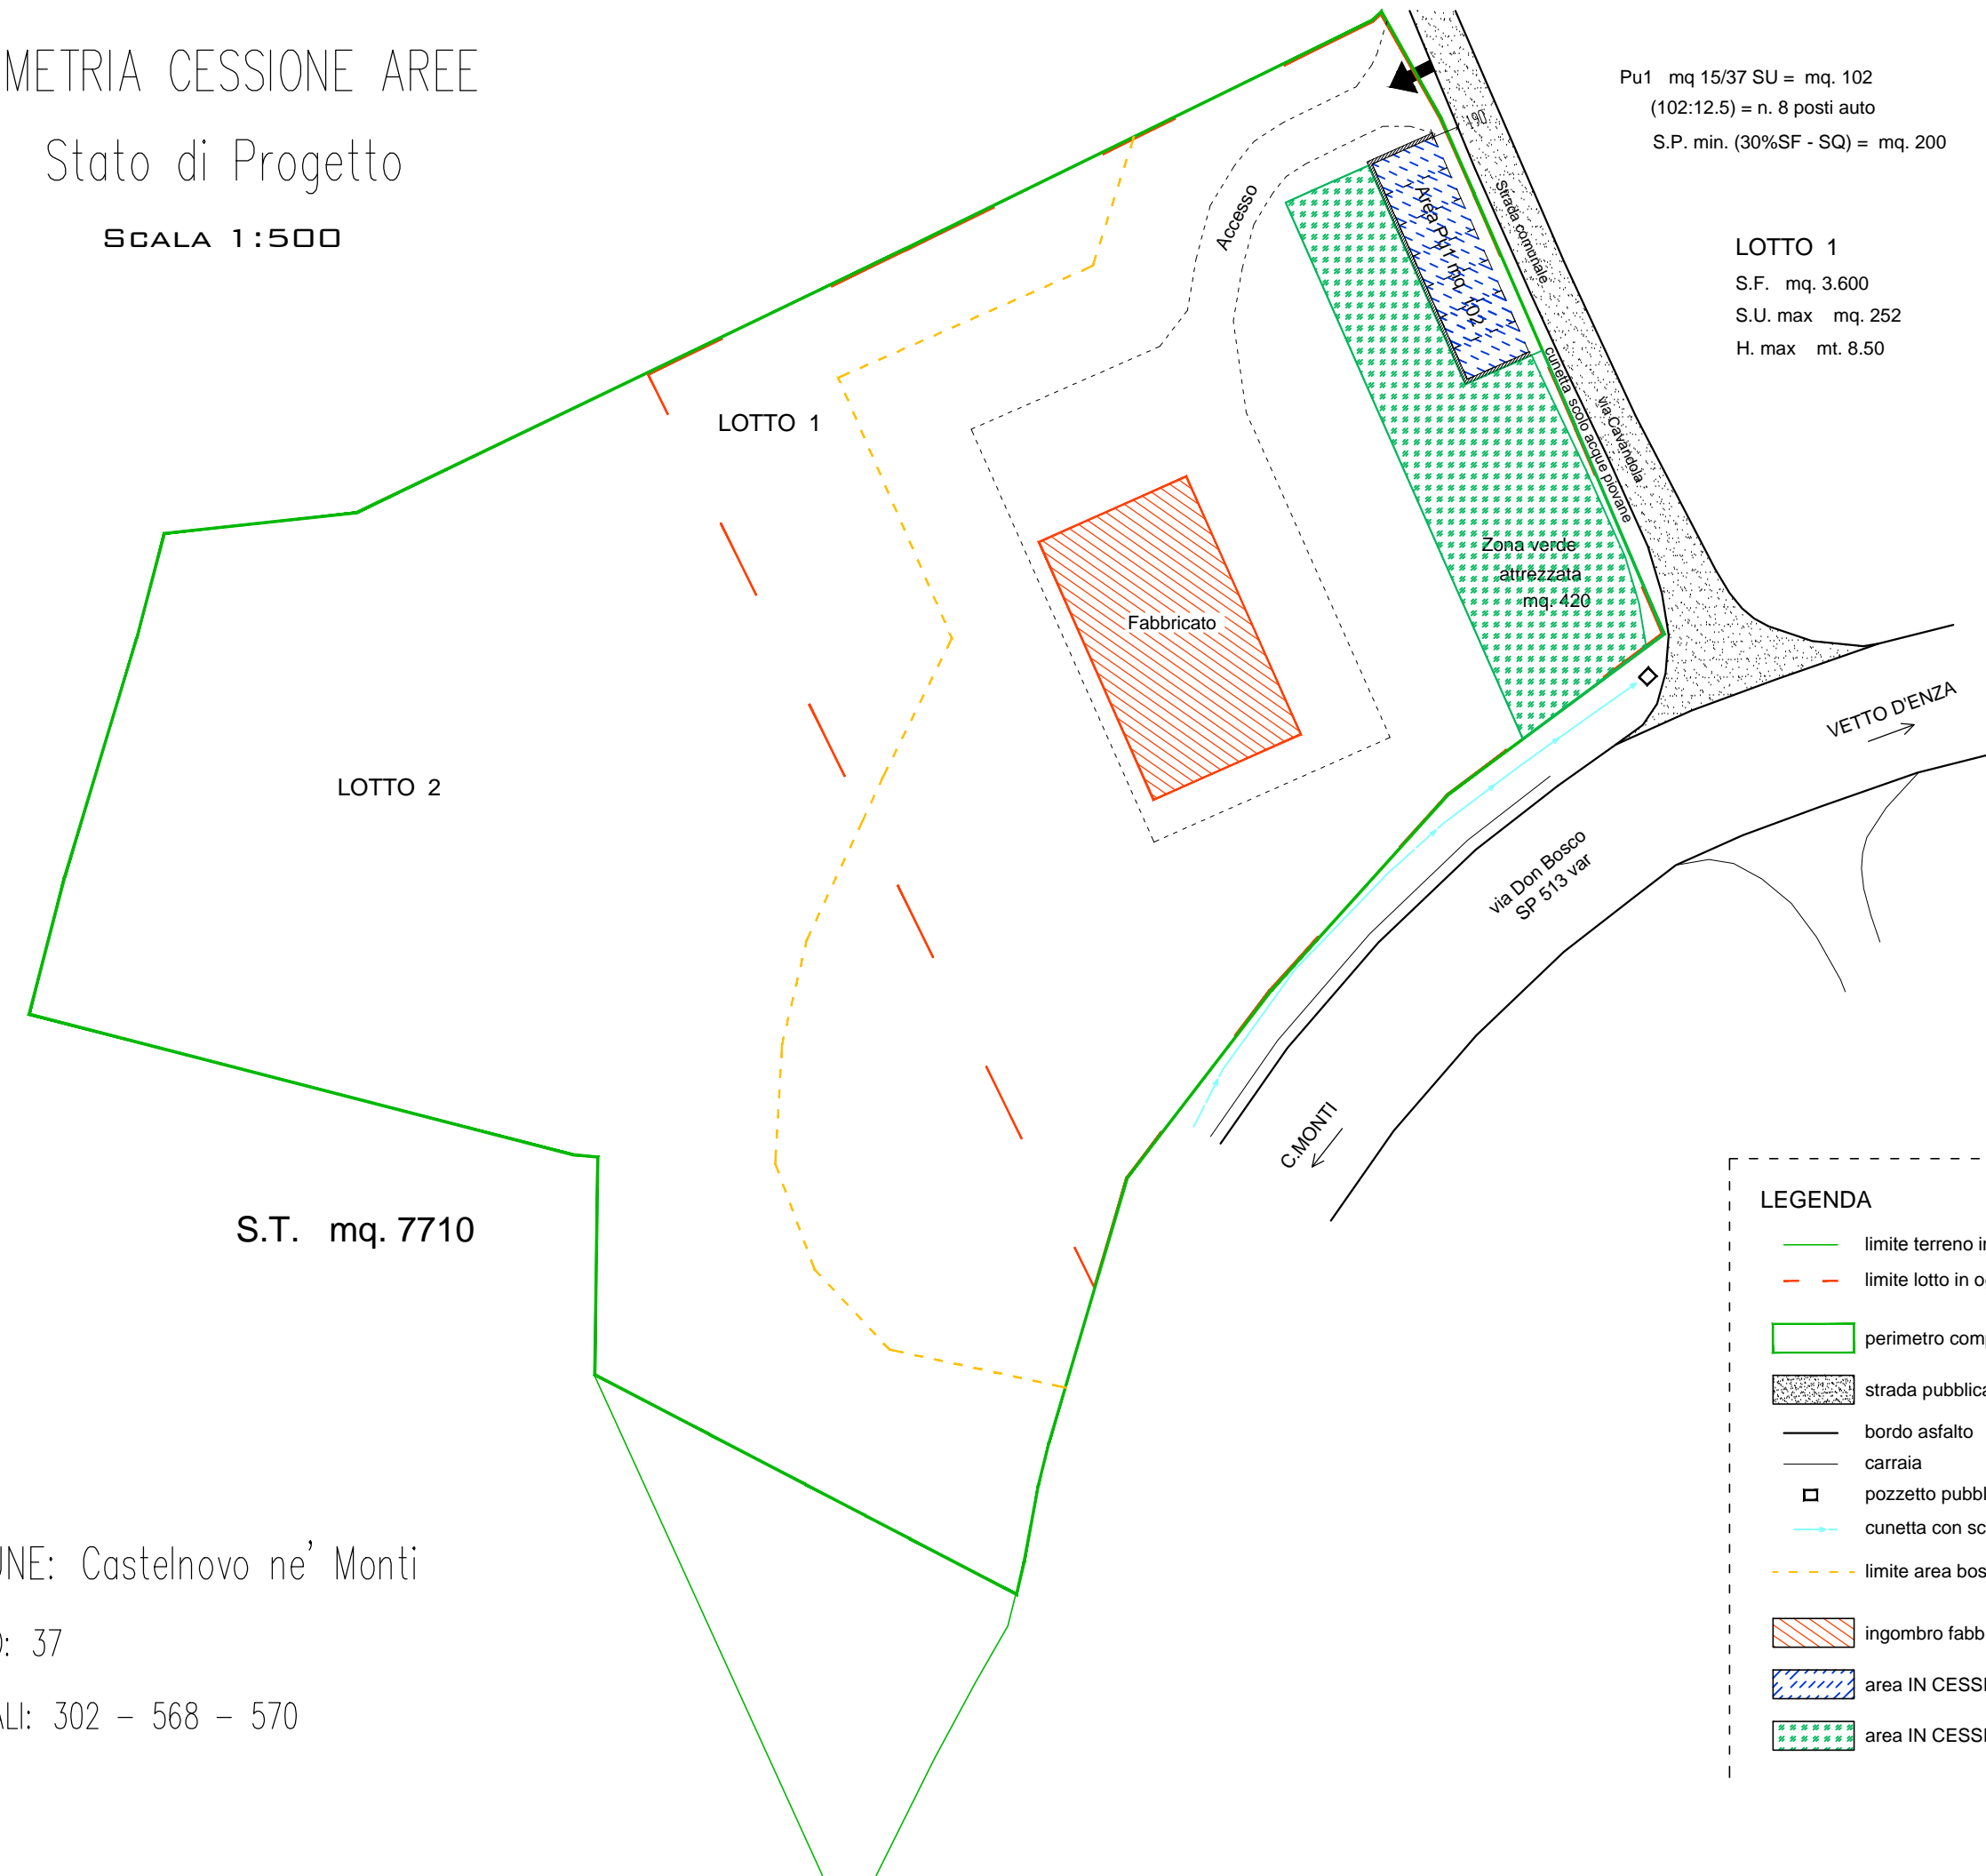 METRIA CESSIONE AREE
Stato di Progetto
SCALA 1:500
Pu1 mq 15/37 SU = mq. 102
(102:12.5) = n. 8 posti auto
S.P. min. (30%SF - SQ) = mq. 200
LOTTO 1
S.F. mq. 3.600
S.U. max mq. 252
H. max mt. 8.50
190
Accesso
Area Pu1 mq. 102
Strada comunale
via Cavandola
cunetta scolo acque piovane
LOTTO 1
Zona verde
attrezzata
mq. 420
Fabbricato
LOTTO 2
VETTO D'ENZA
via Don Bosco
SP 513 var
C.MONTI
S.T. mq. 7710
LEGENDA
limite terreno i
limite lotto in o
perimetro com
strada pubblica
bordo asfalto
carraia
pozzetto pubbl
cunetta con sc
limite area bos
ingombro fabb
area IN CESS
area IN CESS
UNE: Castelnovo ne' Monti
O: 37
ALI: 302 - 568 - 570